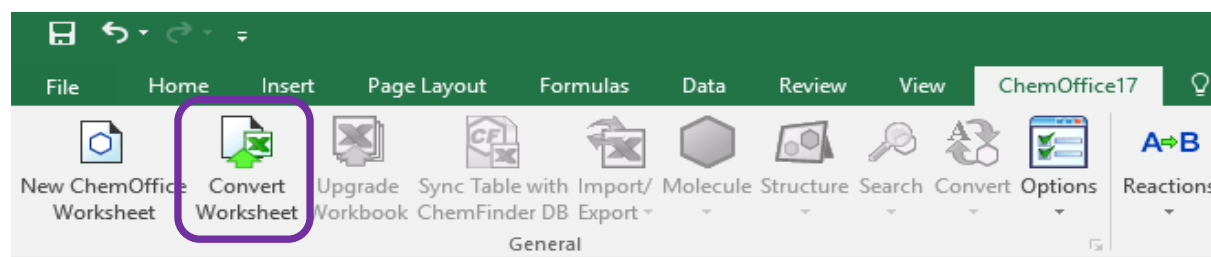 File Home Insert Page Layout Formulas Data Review View ChemOffice17
CF
A⇒B
New ChemOffice Convert Upgrade Sync Table with Import/ Molecule Structure Search Convert Options Reactions
Worksheet Worksheet Workbook ChemFinder DB Export
General